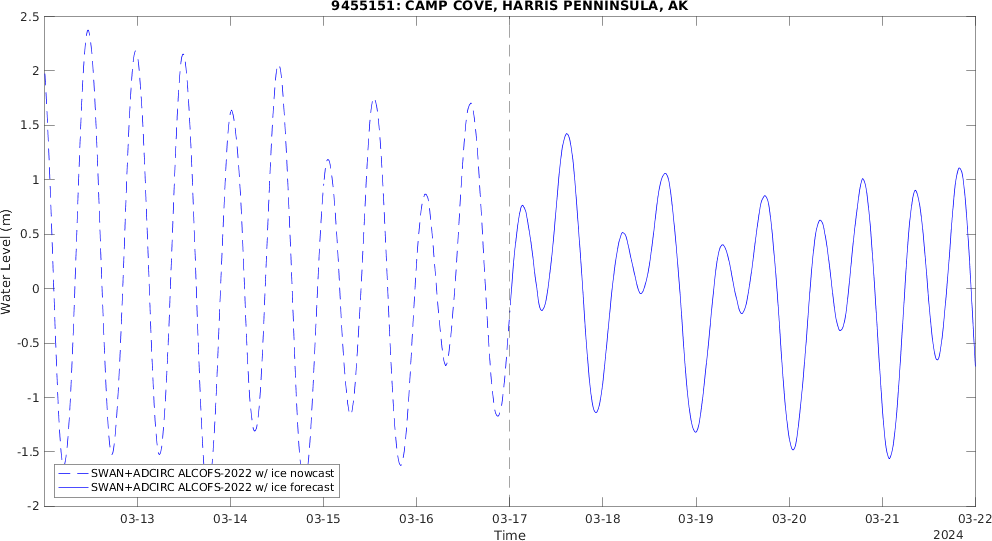 9455151: CAMP COVE, HARRIS PENNINSULA, AK
2.5
2
1.5
1
0.5
0
-0.5
-1
-1.5
-2
Water Level (m)
SWAN+ADCIRC ALCOFS-2022 w/ ice nowcast
SWAN+ADCIRC ALCOFS-2022 w/ ice forecast
03-13 03-14 03-15 03-16 03-17 03-18 03-19 03-20 03-21 03-22
Time
2024